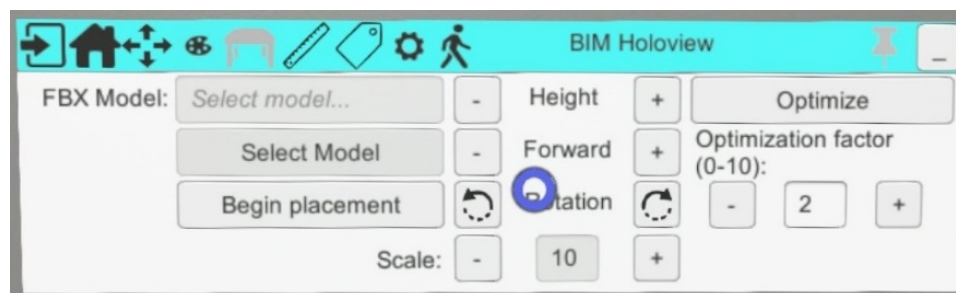 BIM Holoview
_
FBX Model: Select model... - Height + Optimize
Select Model - Forward + Optimization factor
(0-10):
Begin placement Rotation - 2 +
Scale: - 10 +